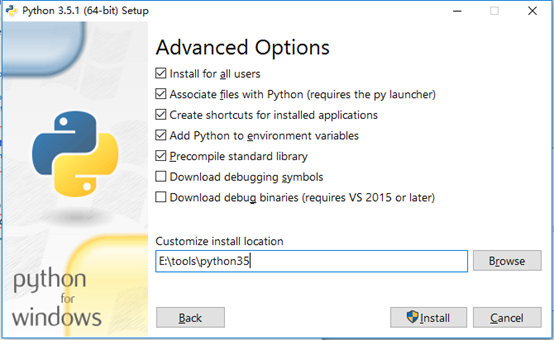 Python 3.5.1 (64-bit) Setup
Advanced Options
Install for all users
Associate files with Python (requires the py launcher)
Create shortcuts for installed applications
Add Python to environment variables
Precompile standard library
Download debugging symbols
Download debug binaries (requires VS 2015 or later)
Customize install location
E:\tools\python35
Browse
python
for
windows
Back
Install
Cancel